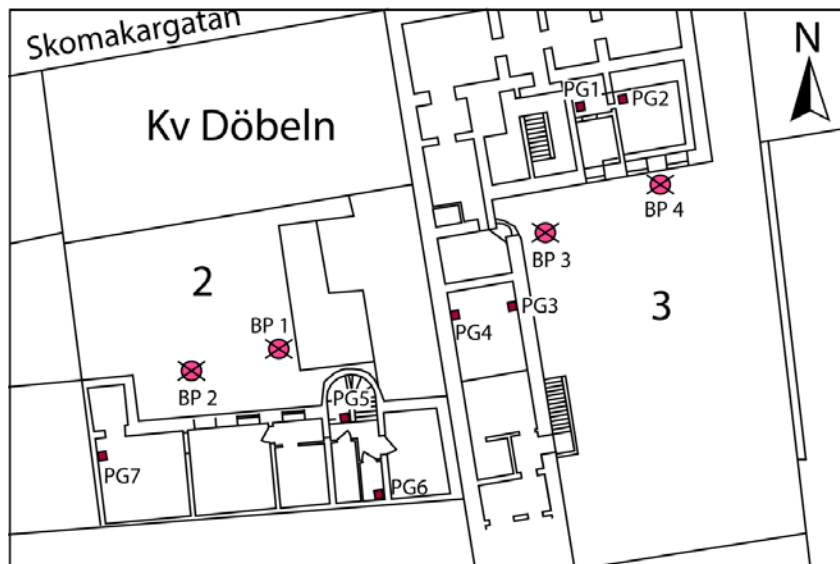 Skomakargatan
N
Kv Döbeln
PG1
PG2
BP 4
BP 3
2
3
PG3
PG4
BP 1
BP 2
PG5
PG7
PG6